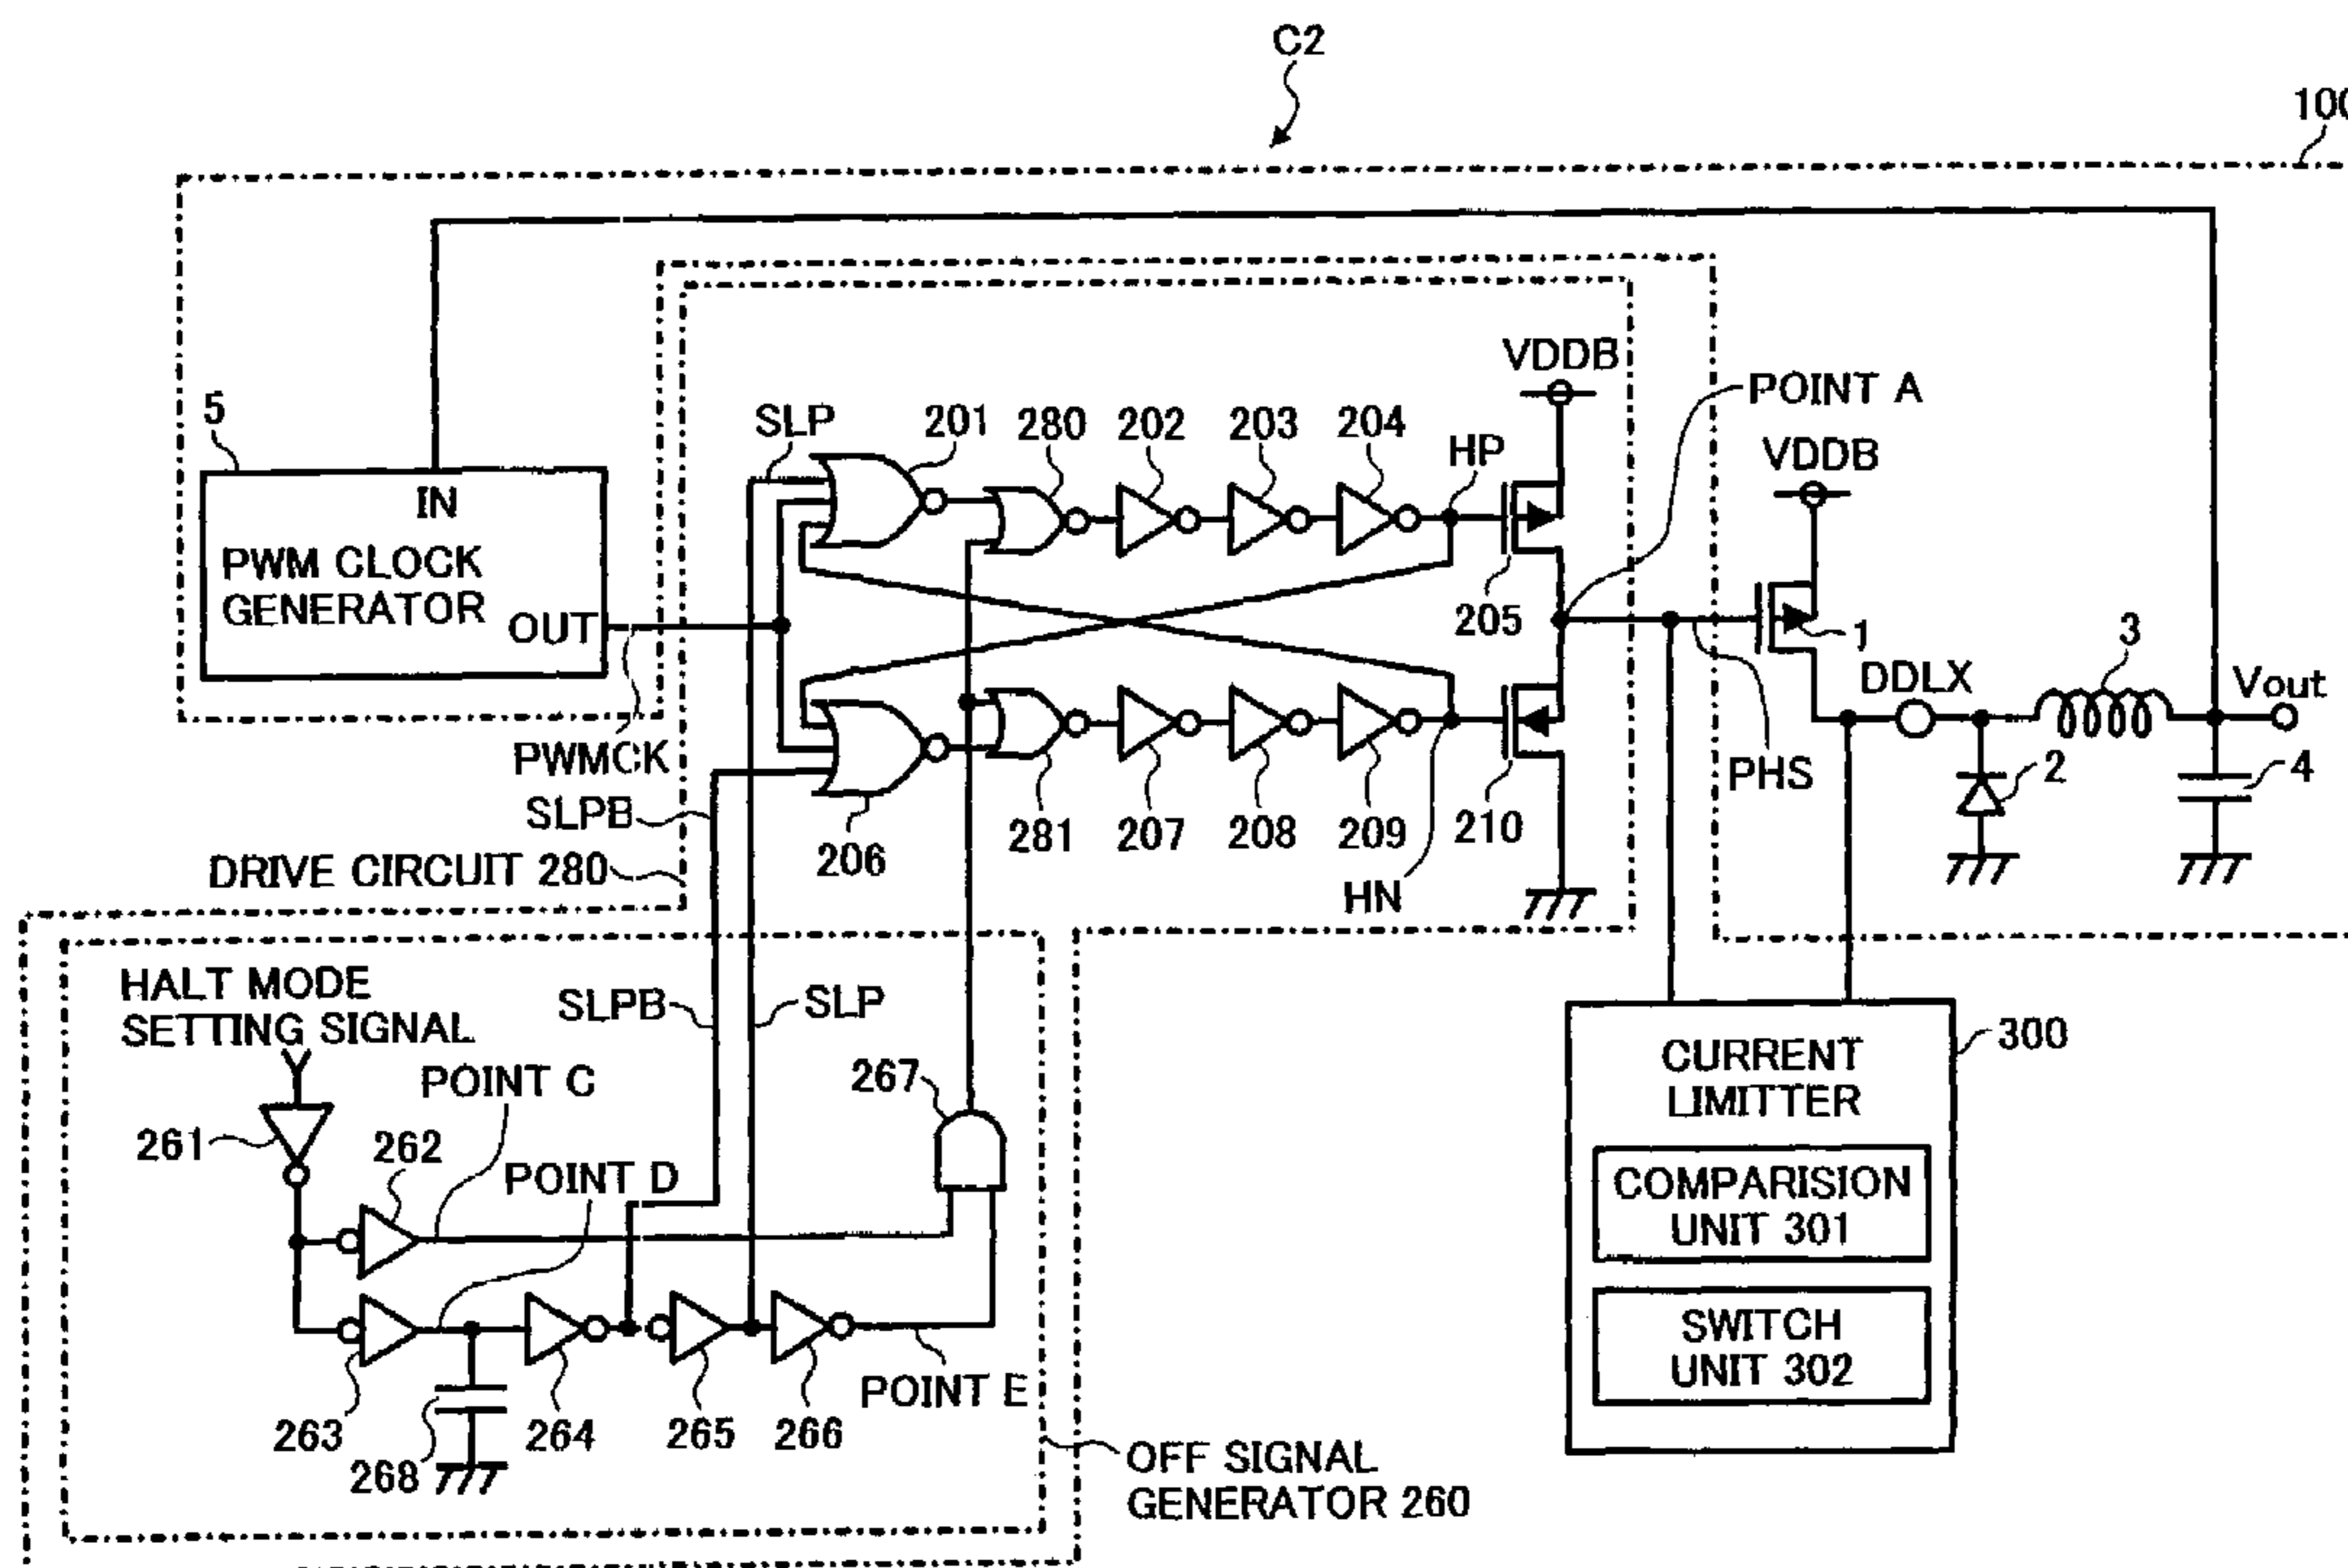 C2
100
5
IN
PWM CLOCK
GENERATOR
OUT
PWMCK
SLP
201
280
202
203
204
HP
VDDB
POINT A
VDDB
205
1
DDLX
3
Vout
PHS
2
4
SLPB
206
281
207
208
209
210
HN
DRIVE CIRCUIT 280
HALT MODE
SETTING SIGNAL
SLPB
SLP
POINT C
267
261
262
POINT D
263
268
264
265
266
POINT E
OFF SIGNAL
GENERATOR 260
300
CURRENT
LIMITTER
COMPARISION
UNIT 301
SWITCH
UNIT 302